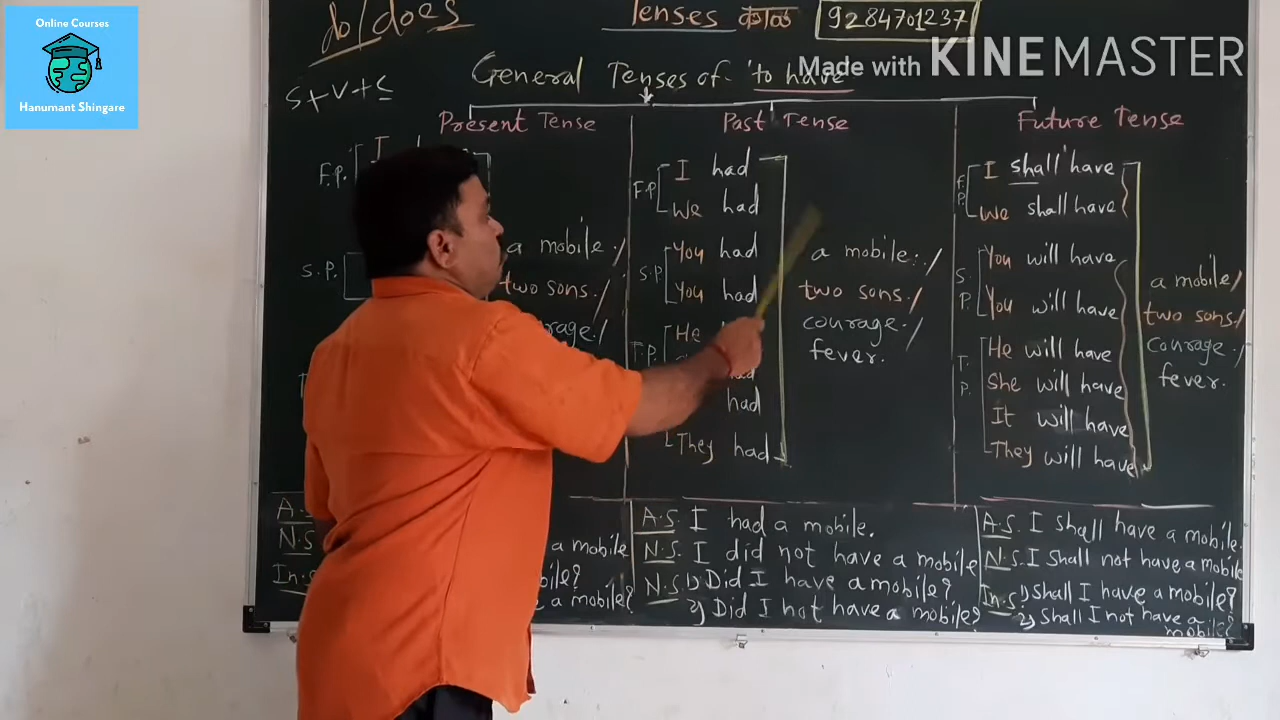 Online Courses
Hanumant Shingare
do/does
Tenses काळ
9284701237
Made with KINEMASTER
S+V+C
General Tenses of 'to have'
Present Tense
F.P. I
S.P.
a mobile./
two sons./
Past Tense
F.P. I had
We had
S.P. You had
You had
T.P. He
had
had
They had
a mobile./
two sons./
courage./
fever.
Future Tense
F.P. I shall have
We shall have
S.P. You will have
You will have
T.P. He will have
She will have
It will have
They will have
a mobile/
two sons/
courage./
fever.
A.S.
N.S. a mobile
In.S.
a mobile?
A.S. I had a mobile.
N.S. I did not have a mobile
N.S. 1) Did I have a mobile?
2) Did I not have a mobile?
A.S. I shall have a mobile.
N.S. I shall not have a mobile
In.S. 1) Shall I have a mobile?
2) Shall I not have a
mobile?